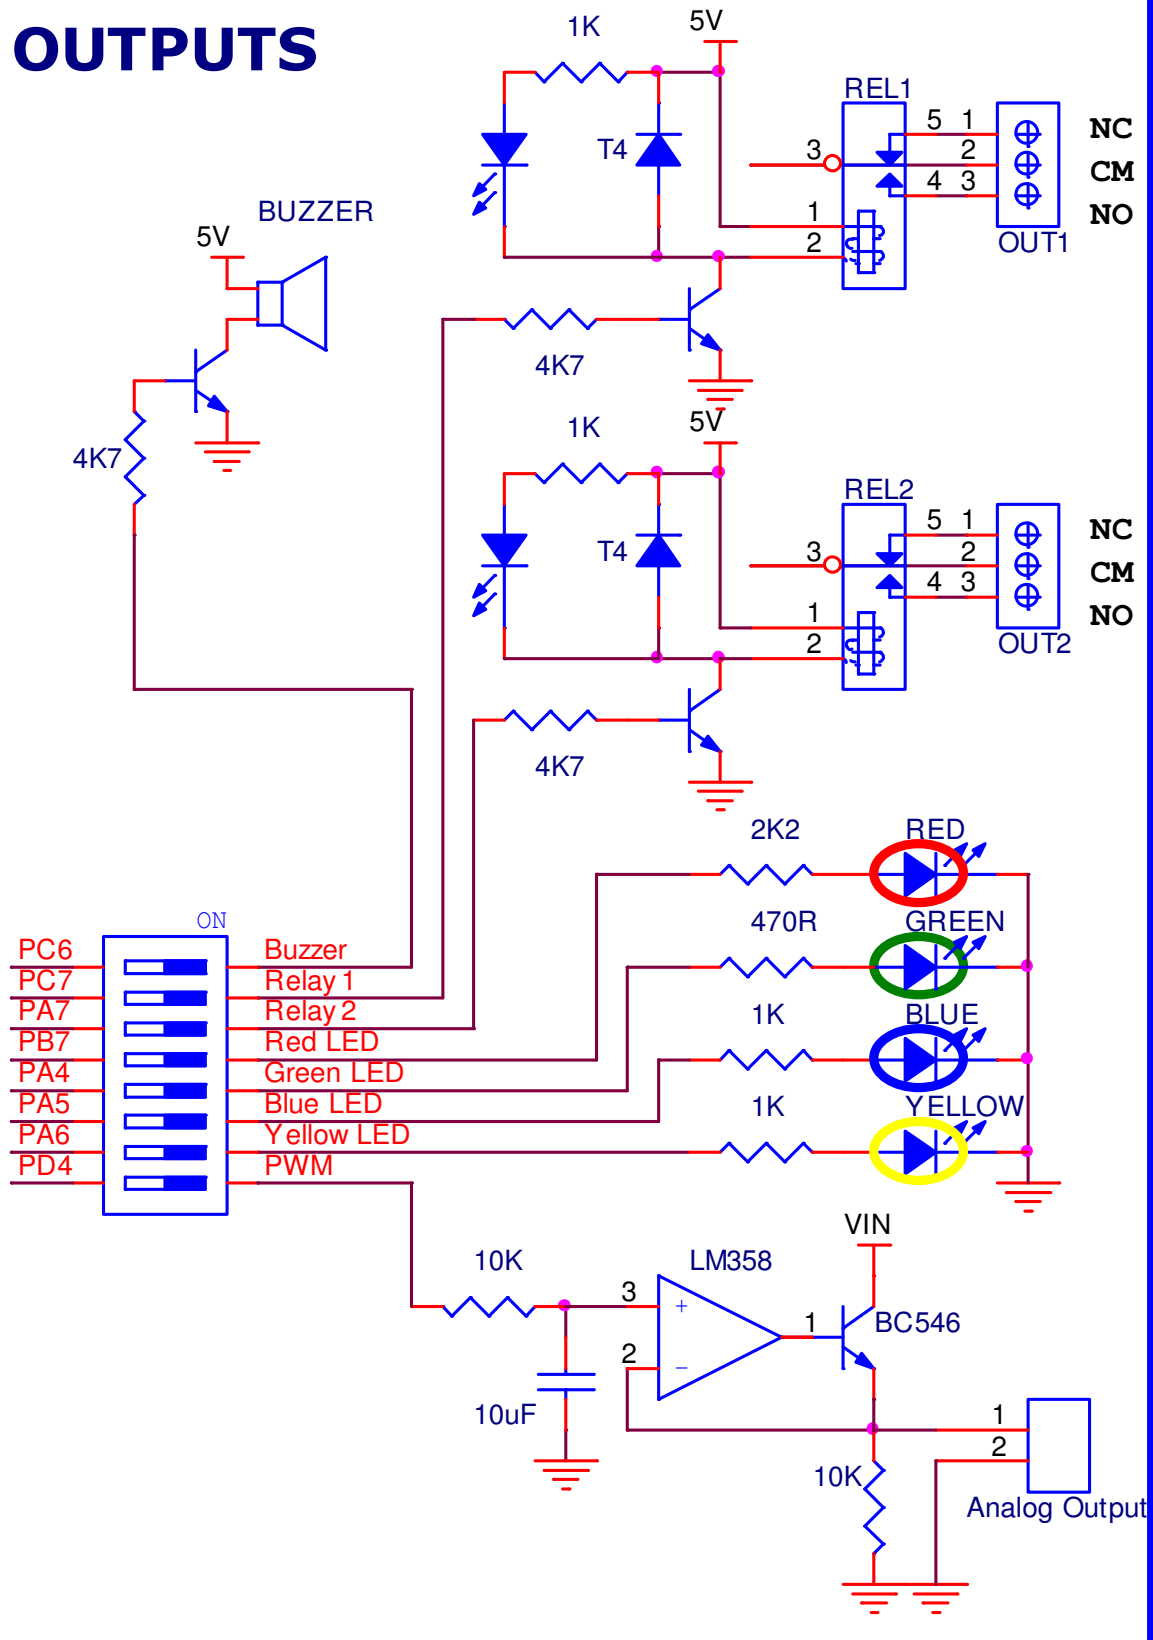 OUTPUTS
1K
5V
REL1
T4
3
5 1
2
4 3
NC
CM
NO
1
2
OUT1
BUZZER
5V
4K7
4K7
1K
5V
REL2
T4
3
5 1
2
4 3
NC
CM
NO
1
2
OUT2
4K7
2K2
RED
470R
GREEN
1K
BLUE
1K
YELLOW
ON
PC6 Buzzer
PC7 Relay 1
PA7 Relay 2
PB7 Red LED
PA4 Green LED
PA5 Blue LED
PA6 Yellow LED
PD4 PWM
VIN
10K
LM358
3
+
1
BC546
2
−
10uF
1
2
10K
Analog Output